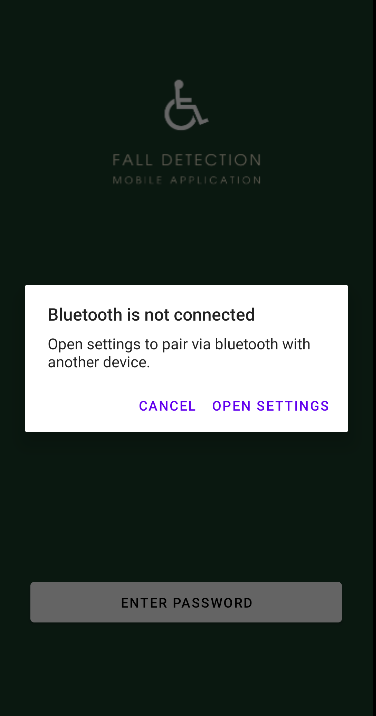 FALL DETECTION
MOBILE APPLICATION
Bluetooth is not connected
Open settings to pair via bluetooth with
another device.
CANCEL OPEN SETTINGS
ENTER PASSWORD